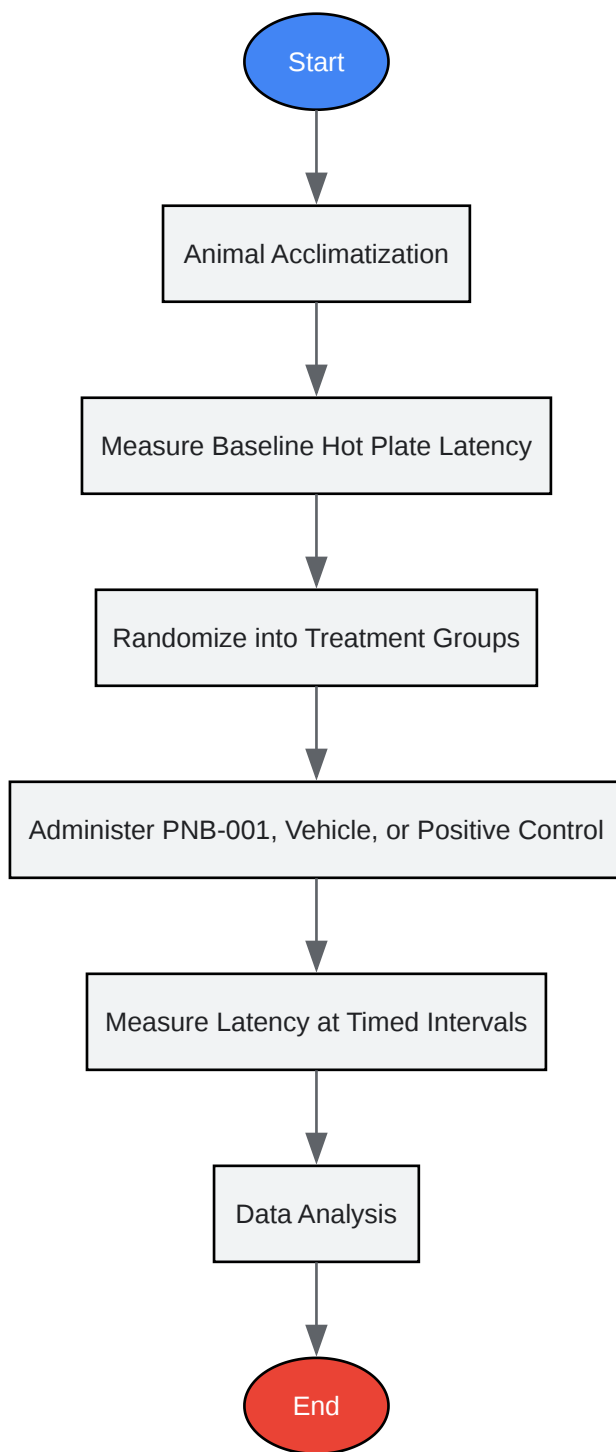 Start
Animal Acclimatization
Measure Baseline Hot Plate Latency
Randomize into Treatment Groups
Administer PNB-001, Vehicle, or Positive Control
Measure Latency at Timed Intervals
Data Analysis
End